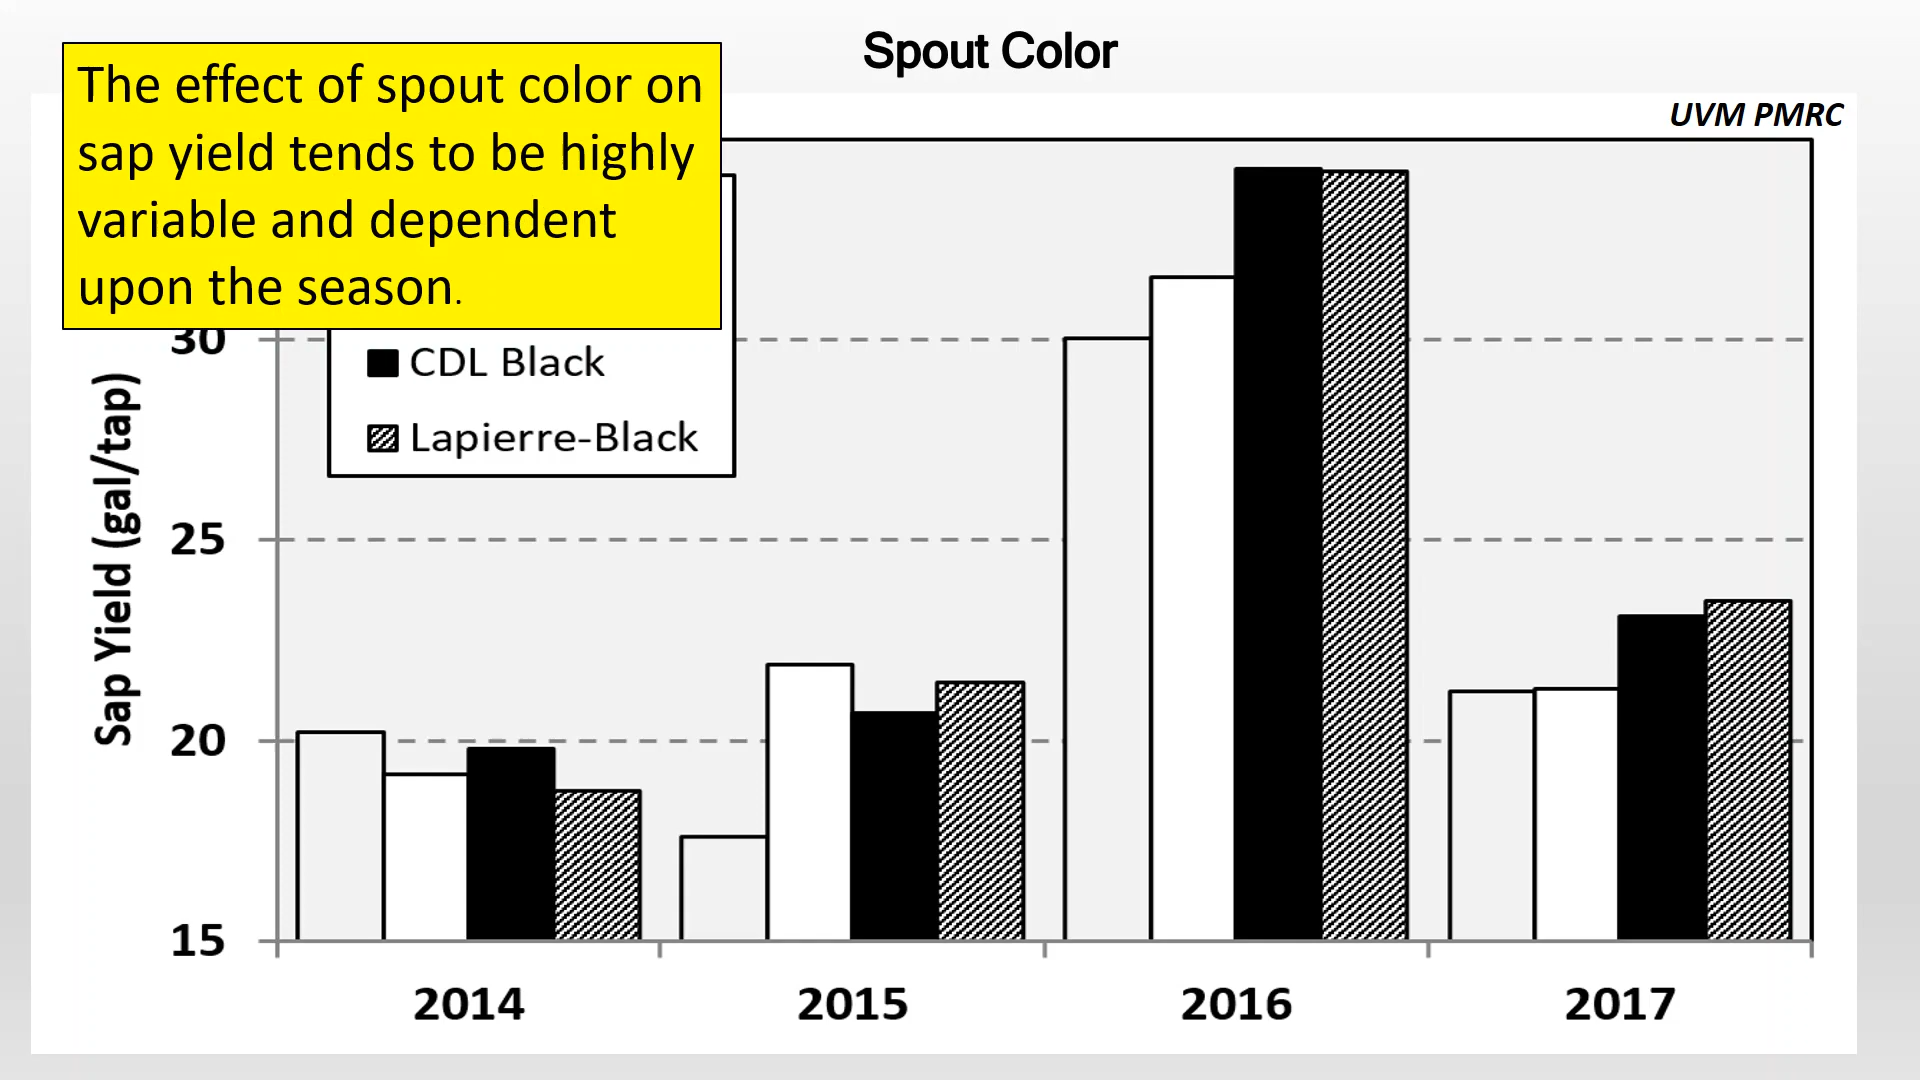 Spout Color
The effect of spout color on
sap yield tends to be highly
variable and dependent
upon the season.
UVM PMRC
CDL Black
Lapierre-Black
Sap Yield (gal/tap)
30
25
20
15
2014
2015
2016
2017